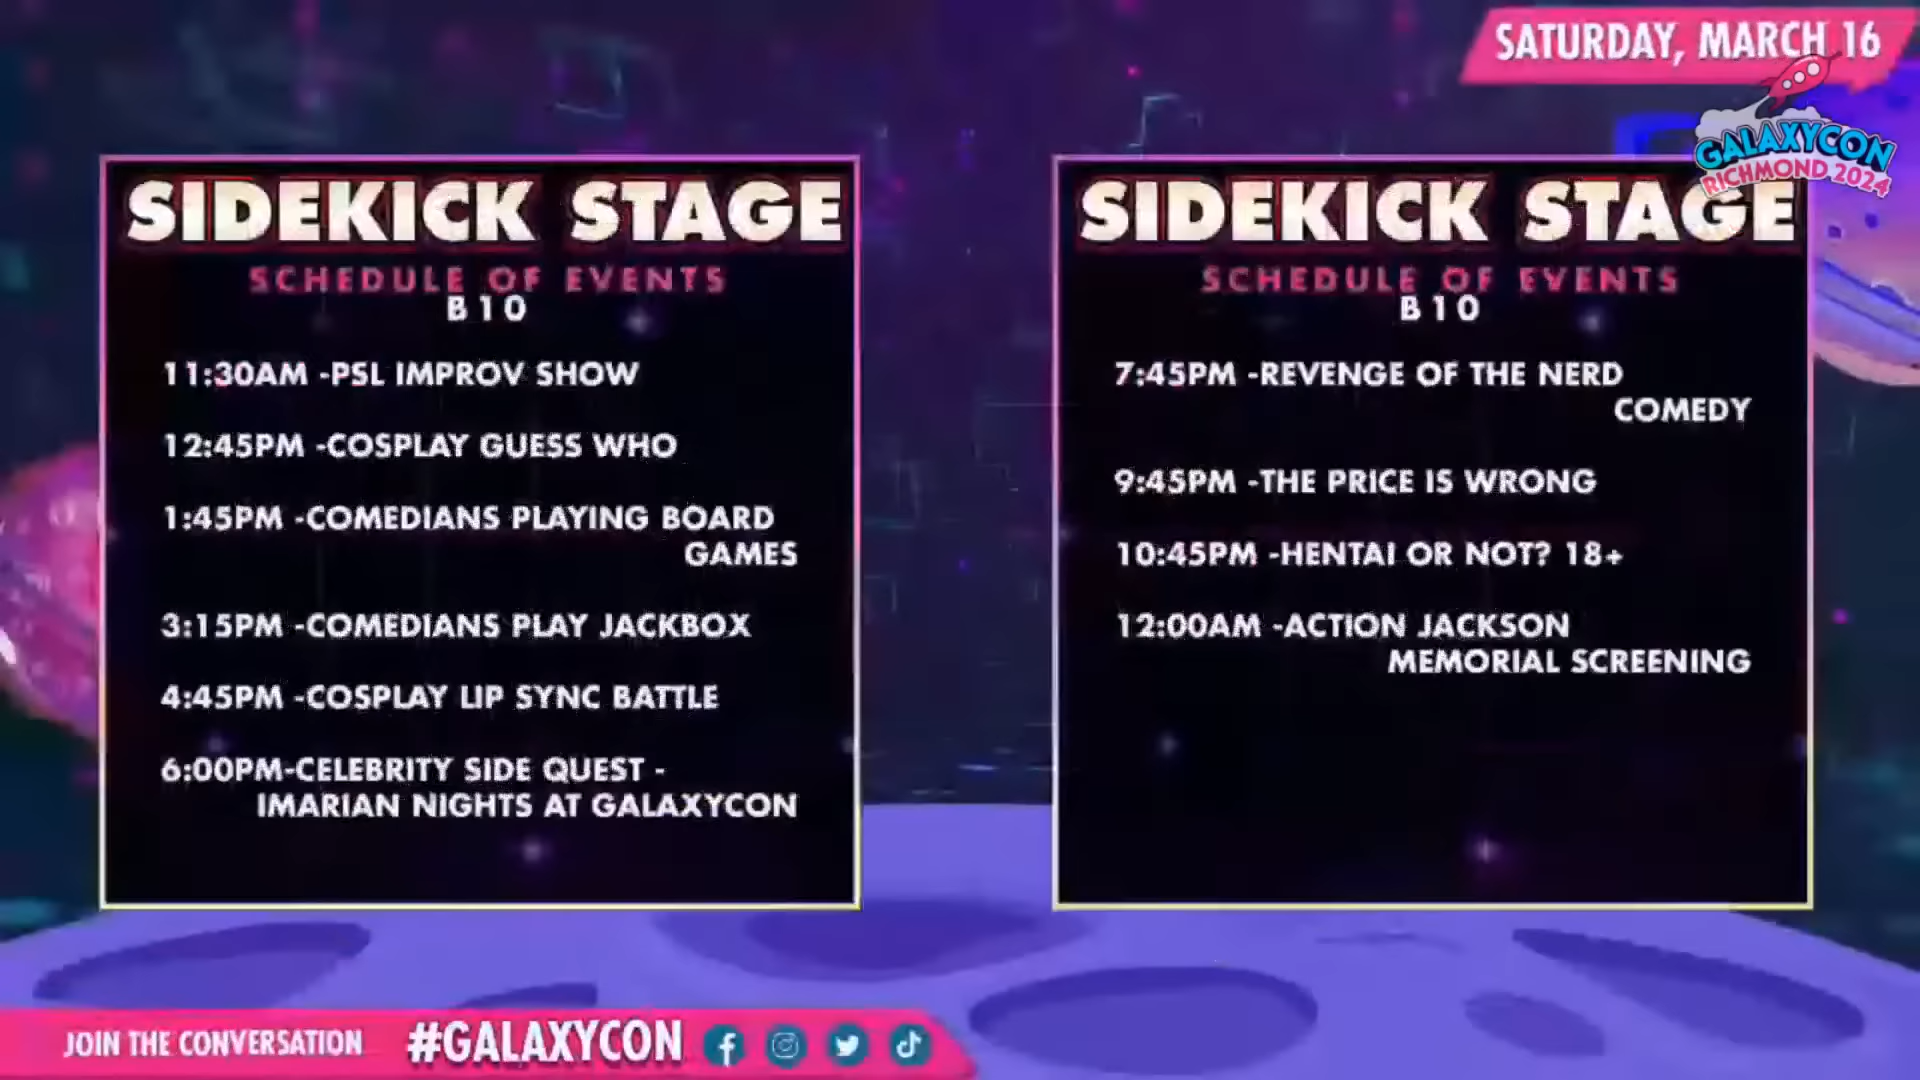 SATURDAY, MARCH 16
GALAXYCON
RICHMOND 2024
SIDEKICK STAGE
SCHEDULE OF EVENTS
B10
11:30AM -PSL IMPROV SHOW
12:45PM -COSPLAY GUESS WHO
1:45PM -COMEDIANS PLAYING BOARD
GAMES
3:15PM -COMEDIANS PLAY JACKBOX
4:45PM -COSPLAY LIP SYNC BATTLE
6:00PM-CELEBRITY SIDE QUEST -
IMARIAN NIGHTS AT GALAXYCON
SIDEKICK STAGE
SCHEDULE OF EVENTS
B10
7:45PM -REVENGE OF THE NERD
COMEDY
9:45PM -THE PRICE IS WRONG
10:45PM -HENTAI OR NOT? 18+
12:00AM -ACTION JACKSON
MEMORIAL SCREENING
JOIN THE CONVERSATION #GALAXYCON